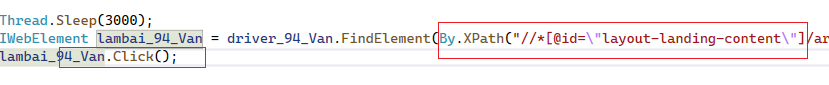 Thread.Sleep(3000);
IWebElement lambai_94_Van = driver_94_Van.FindElement(By.XPath("//*[@id=\"layout-landing-content\"]/ar
lambai_94_Van.Click();